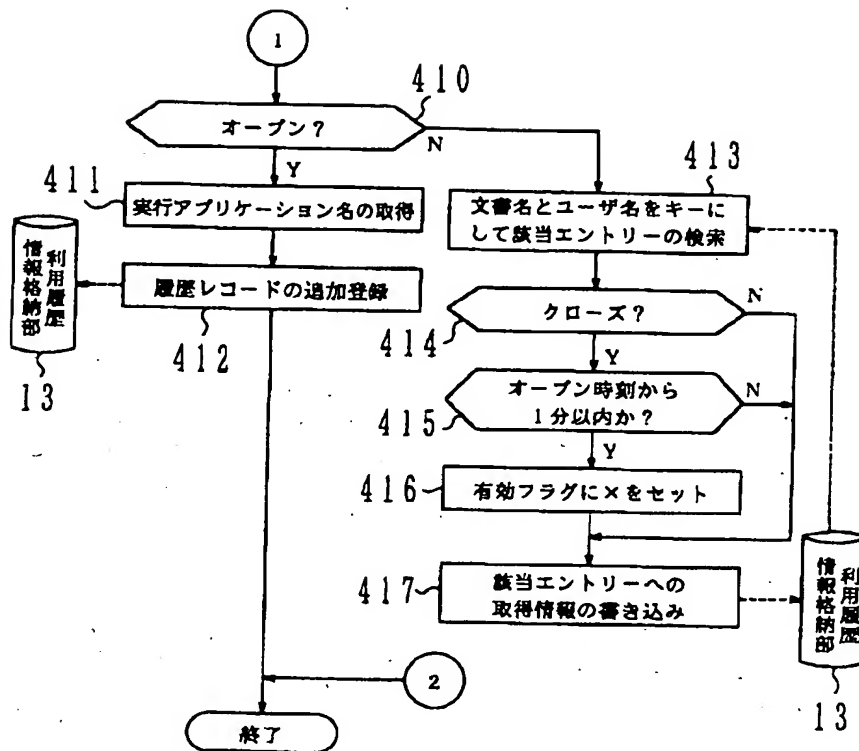 1
410
オープン?
N
Y
411
実行アプリケーション名の取得
413
文書名とユーザ名をキーに
して該当エントリーの検索
利用履歴
情報格納部
13
履歴レコードの追加登録
412
クローズ?
N
414
Y
オープン時刻から
1分以内か?
N
415
Y
416
有効フラグに×をセット
417
該当エントリーへの
取得情報の書き込み
利用履歴
情報格納部
13
2
終了